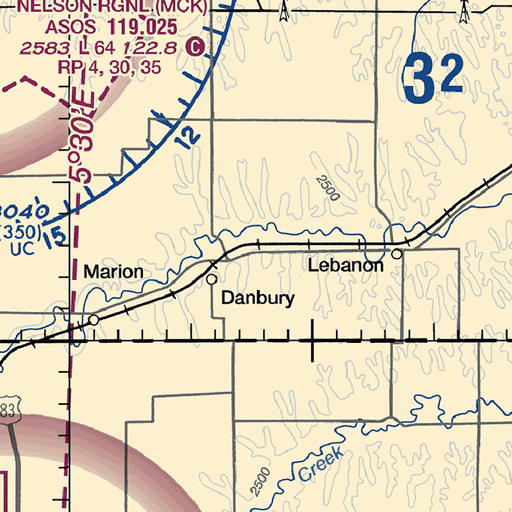 NELSON RGNL (MCK)
ASOS 119.025
2583 L 64 122.8 C
RP 4, 30, 35
3²
5°30'E
12
2500
3040
(350)
UC
15
Marion
Lebanon
Danbury
83
2500
Creek